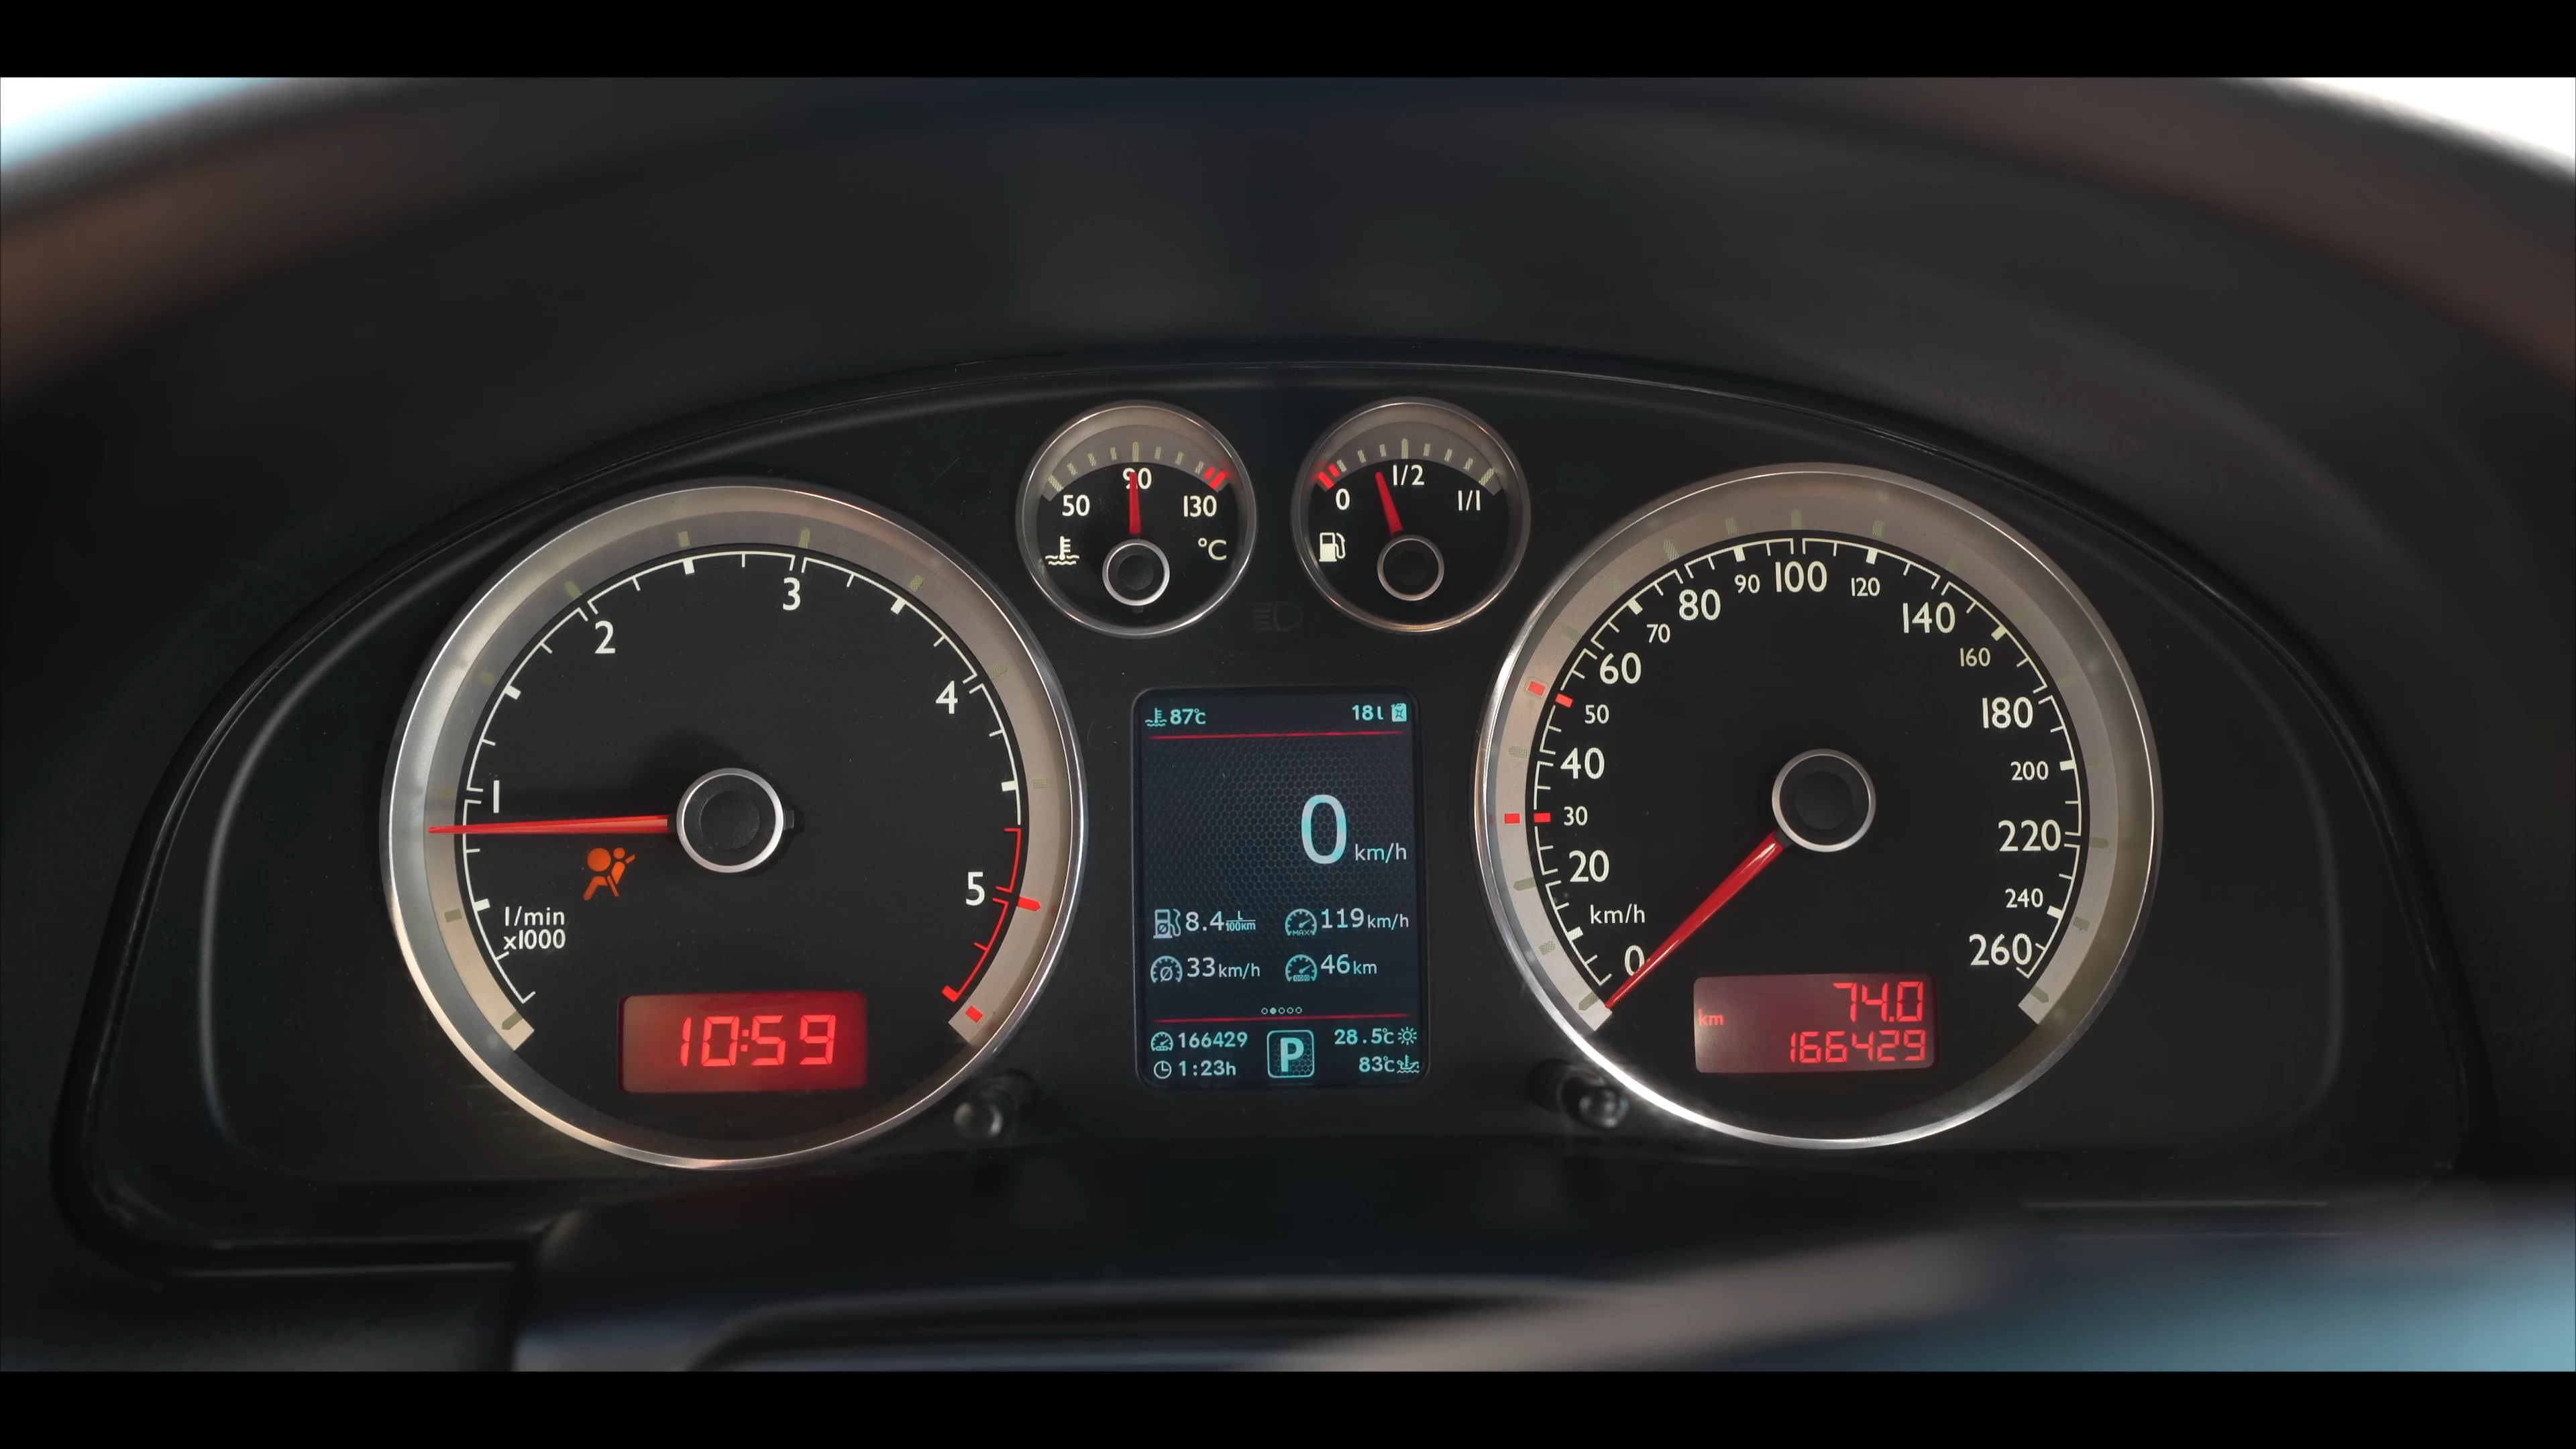 50
90
130
°C
0
1/2
1/1
1
2
3
4
5
1/min
x1000
10:59
87°C
18 l
0 km/h
8.4 L/100km
119 km/h
33 km/h
46 km
166429
P
28.5°C
1:23h
83°C
0
20
30
40
50
60
70
80
90
100
120
140
160
180
200
220
240
260
km/h
km
74.0
166429